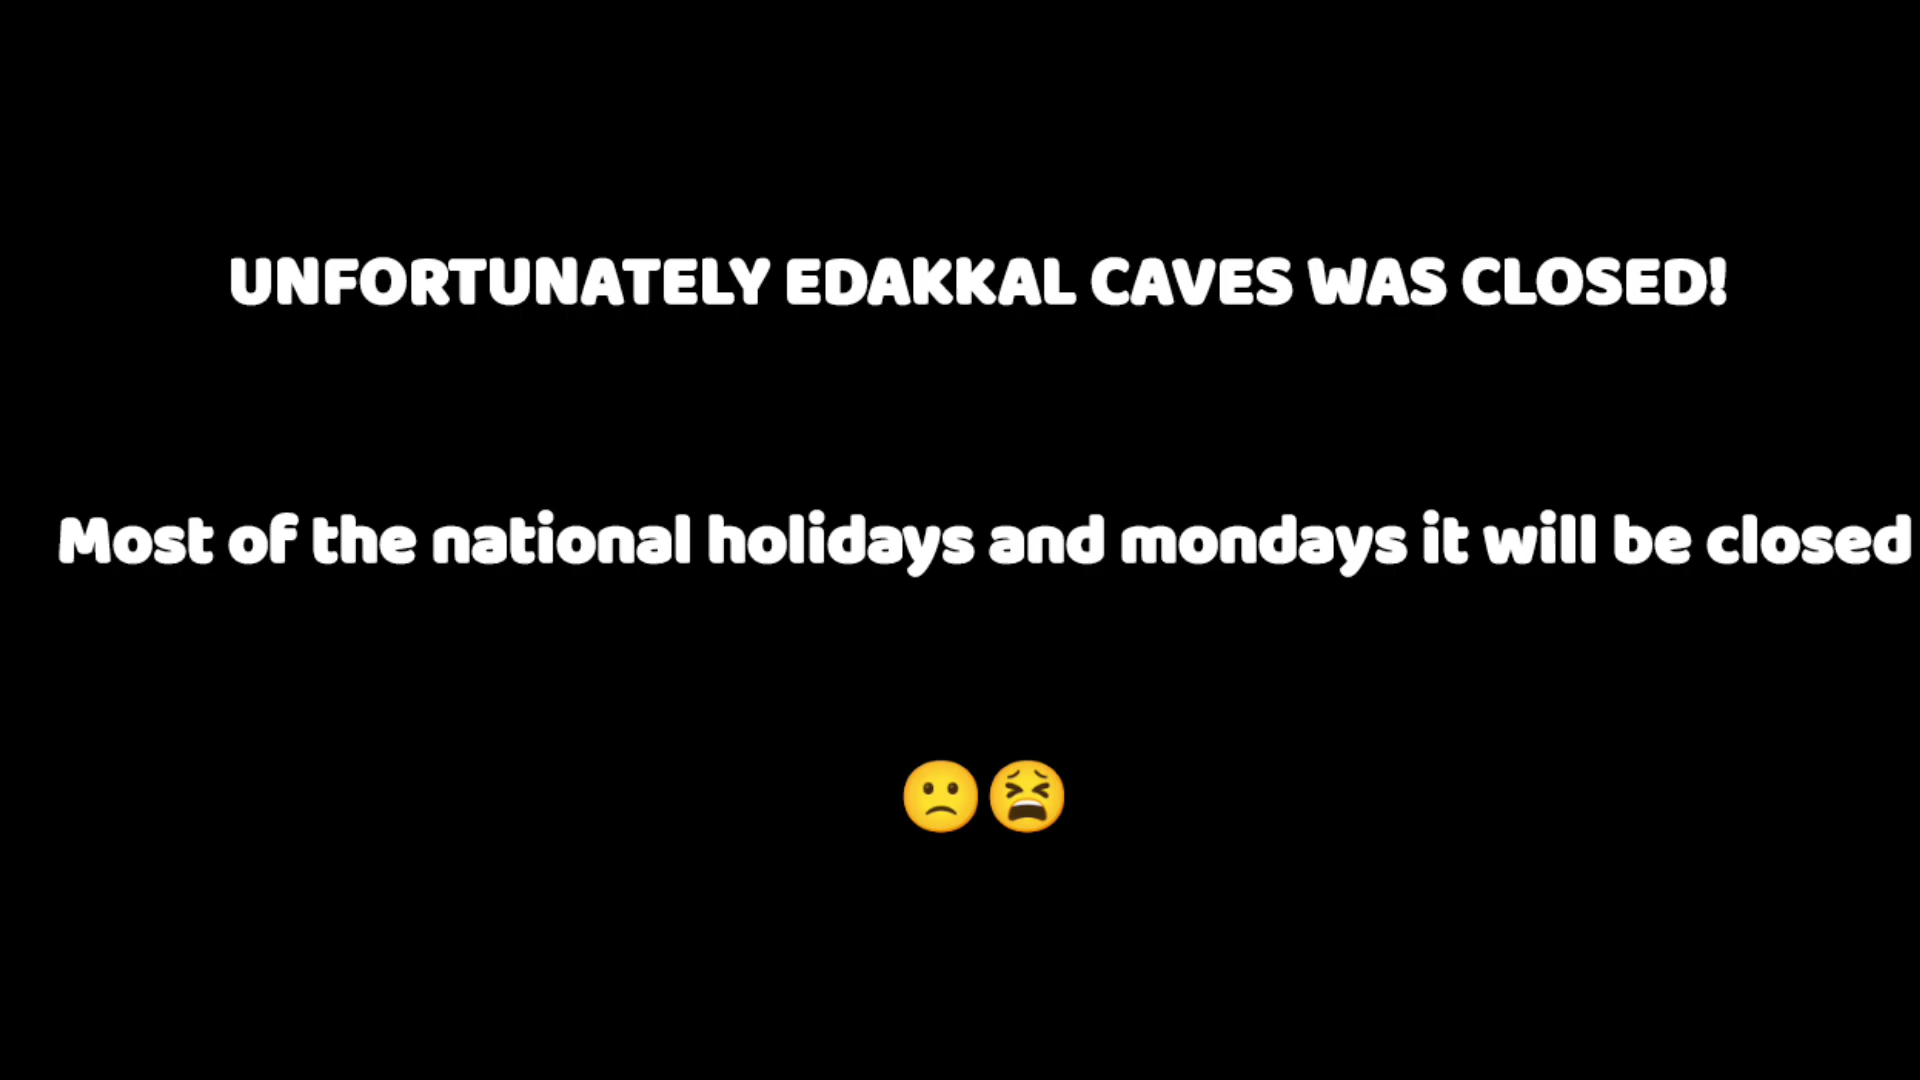 UNFORTUNATELY EDAKKAL CAVES WAS CLOSED!
Most of the national holidays and mondays it will be closed
🙁😫